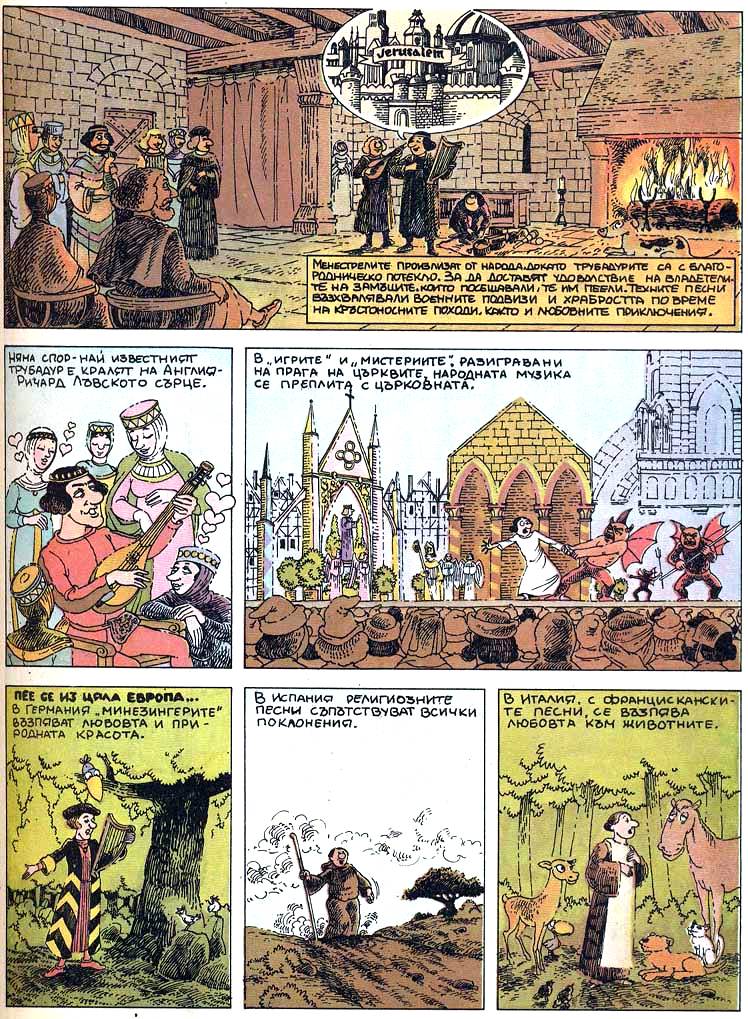 Jerusalem
МЕНЕСТРЕЛИТЕ ПРОИЗЛИЗАТ ОТ НАРОДА, ДОКАТО ТРУБАДУРИТЕ СА С БЛАГО-
РОДНИЧЕСКО ПОТЕКЛО. ЗА ДА ДОСТАВЯТ УДОВОЛСТВИЕ НА ВЛАДЕТЕЛИ-
ТЕ НА ЗАМЪЦИТЕ, КОИТО ПОСЕЩАВАЛИ, ТЕ ИМ ПЕЕЛИ. ТЕХНИТЕ ПЕСНИ
ВЪЗХВАЛЯВАЛИ ВОЕННИТЕ ПОДВИЗИ И ХРАБРОСТТА ПО ВРЕМЕ
НА КРЪСТОНОСНИТЕ ПОХОДИ, КАКТО И ЛЮБОВНИТЕ ПРИКЛЮЧЕНИЯ.
НЯМА СПОР-НАЙ ИЗВЕСТНИЯТ
ТРУБАДУР Е КРАЛЯТ НА АНГЛИЯ-
РИЧАРД ЛЪВСКОТО СЪРЦЕ.
В „ИГРИТЕ" И „МИСТЕРИИТЕ", РАЗИГРАВАНИ
НА ПРАГА НА ЦЪРКВИТЕ, НАРОДНАТА МУЗИКА
СЕ ПРЕПЛИТА С ЦЪРКОВНАТА.
ПЕЕ СЕ ИЗ ЦЯЛА ЕВРОПА...
В ГЕРМАНИЯ „МИНЕЗИНГЕРИТЕ"
ВЪЗПЯВАТ ЛЮБОВТА И ПРИ-
РОДНАТА КРАСОТА.
В ИСПАНИЯ РЕЛИГИОЗНИТЕ
ПЕСНИ СЪПЪТСТВУВАТ ВСИЧКИ
ПОКЛОНЕНИЯ.
В ИТАЛИЯ, С ФРАНЦИСКАНСКИ-
ТЕ ПЕСНИ, СЕ ВЪЗПЯВА
ЛЮБОВТА КЪМ ЖИВОТНИТЕ.